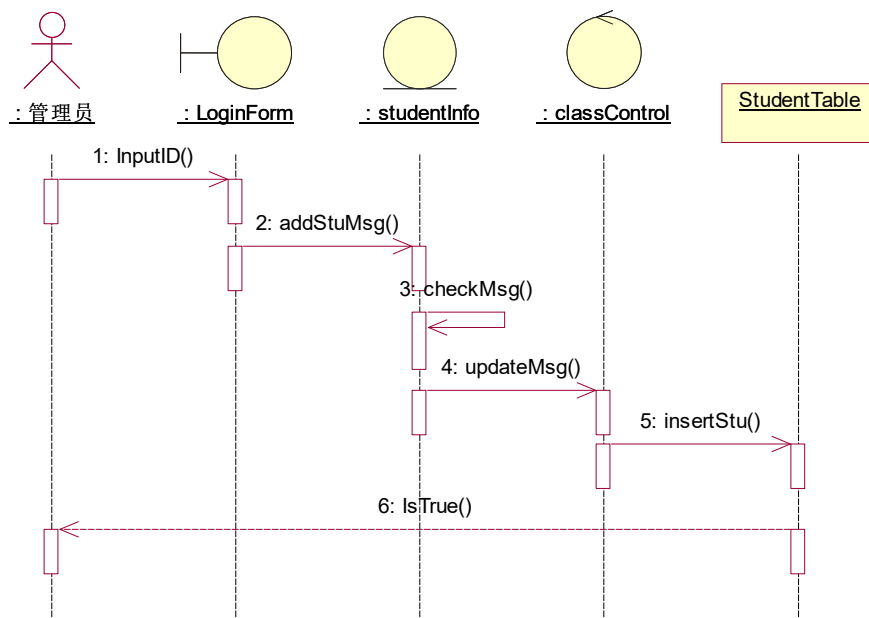 : 管理员
: LoginForm
: studentInfo
: classControl
StudentTable
1: InputID()
2: addStuMsg()
3: checkMsg()
4: updateMsg()
5: insertStu()
6: IsTrue()